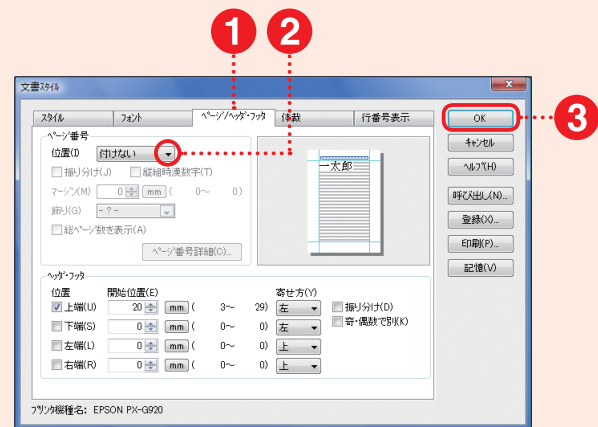 1 2
文書スタイル
スタイル フォント ページ/ヘッダ・フッタ 体裁 行番号表示
OK 3
ページ番号
位置(I) 付けない
振り分け(J) 縦組時漢数字(T)
マージン(M) 0 mm ( 0～ 0)
飾り(G) - ? -
総ページ数を表示(A)
ページ番号詳細(C)...
一太郎
キャンセル
ヘルプ(H)
呼び出し(N)...
登録(X)...
印刷(P)...
記憶(V)
ヘッダ・フッタ
位置 開始位置(E) 寄せ方(Y)
上端(U) 20 mm ( 3～ 29) 左 振り分け(D)
下端(S) 0 mm ( 0～ 0) 左 奇・偶数で別(K)
左端(L) 0 mm ( 0～ 0) 上
右端(R) 0 mm ( 0～ 0) 上
プリンタ機種名: EPSON PX-G920